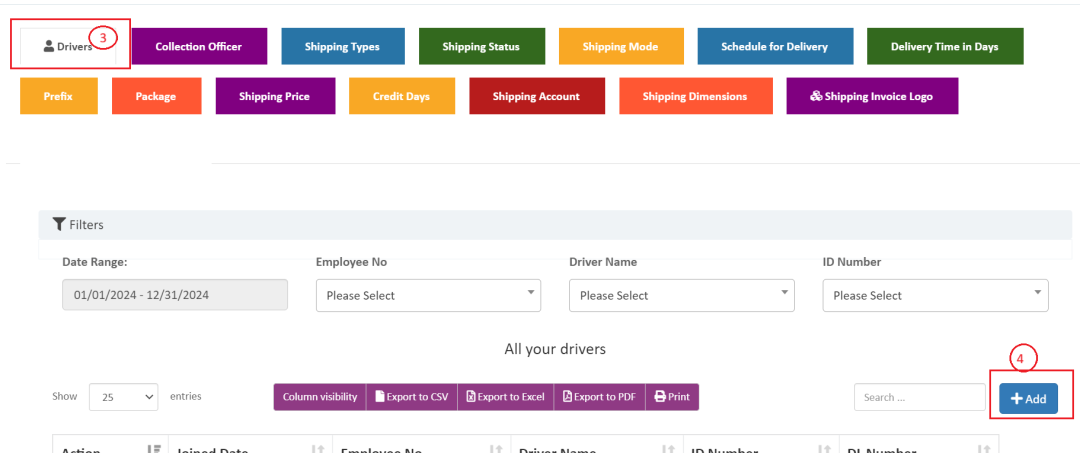 Drivers 3 Collection Officer Shipping Types Shipping Status Shipping Mode Schedule for Delivery Delivery Time in Days
Prefix Package Shipping Price Credit Days Shipping Account Shipping Dimensions Shipping Invoice Logo
Filters
Date Range: Employee No Driver Name ID Number
01/01/2024 - 12/31/2024 Please Select Please Select Please Select
All your drivers
4
Show 25 entries Column visibility Export to CSV Export to Excel Export to PDF Print Search ... Add
Action Joined Date Employee No Driver Name ID Number DL Number